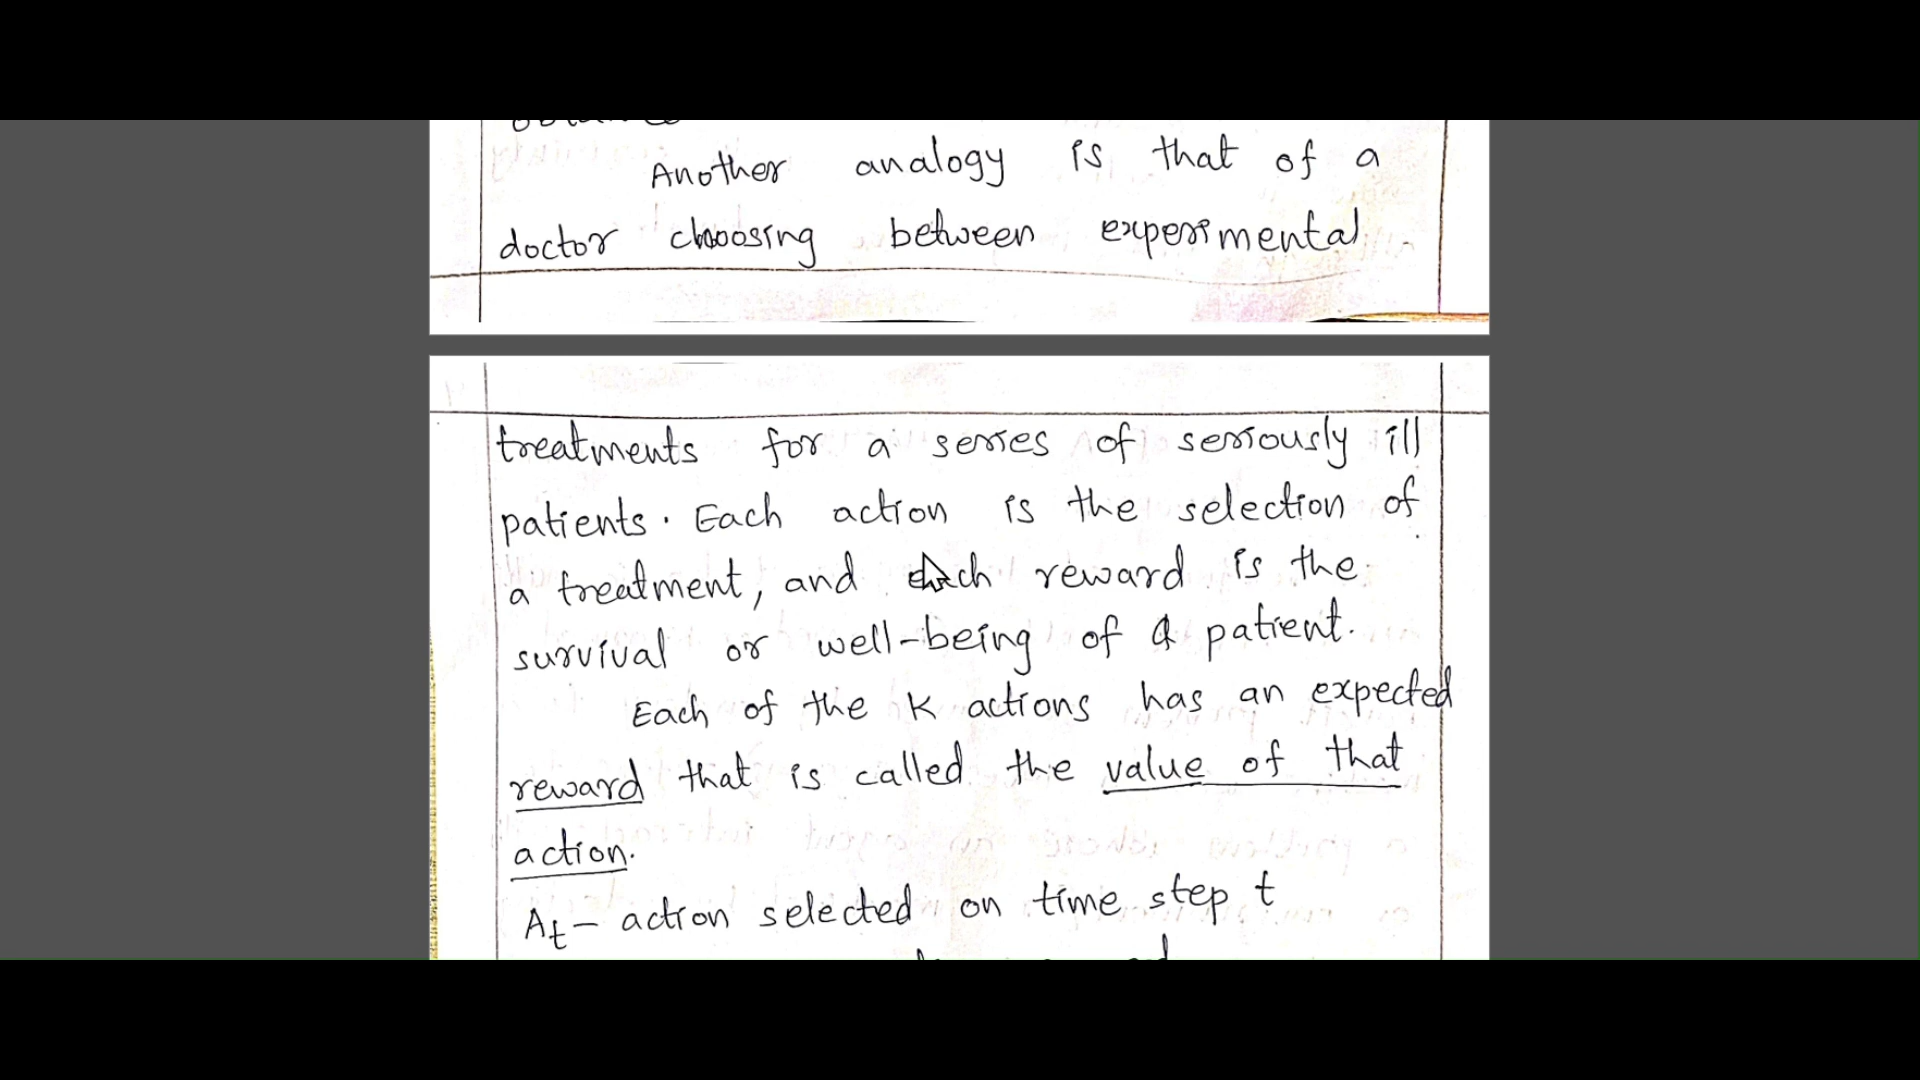 Another analogy is that of a
doctor choosing between experimental
treatments for a series of seriously ill
patients. Each action is the selection of
a treatment, and each reward is the
survival or well-being of a patient.
Each of the K actions has an expected
reward that is called the value of that
action.
At - action selected on time step t